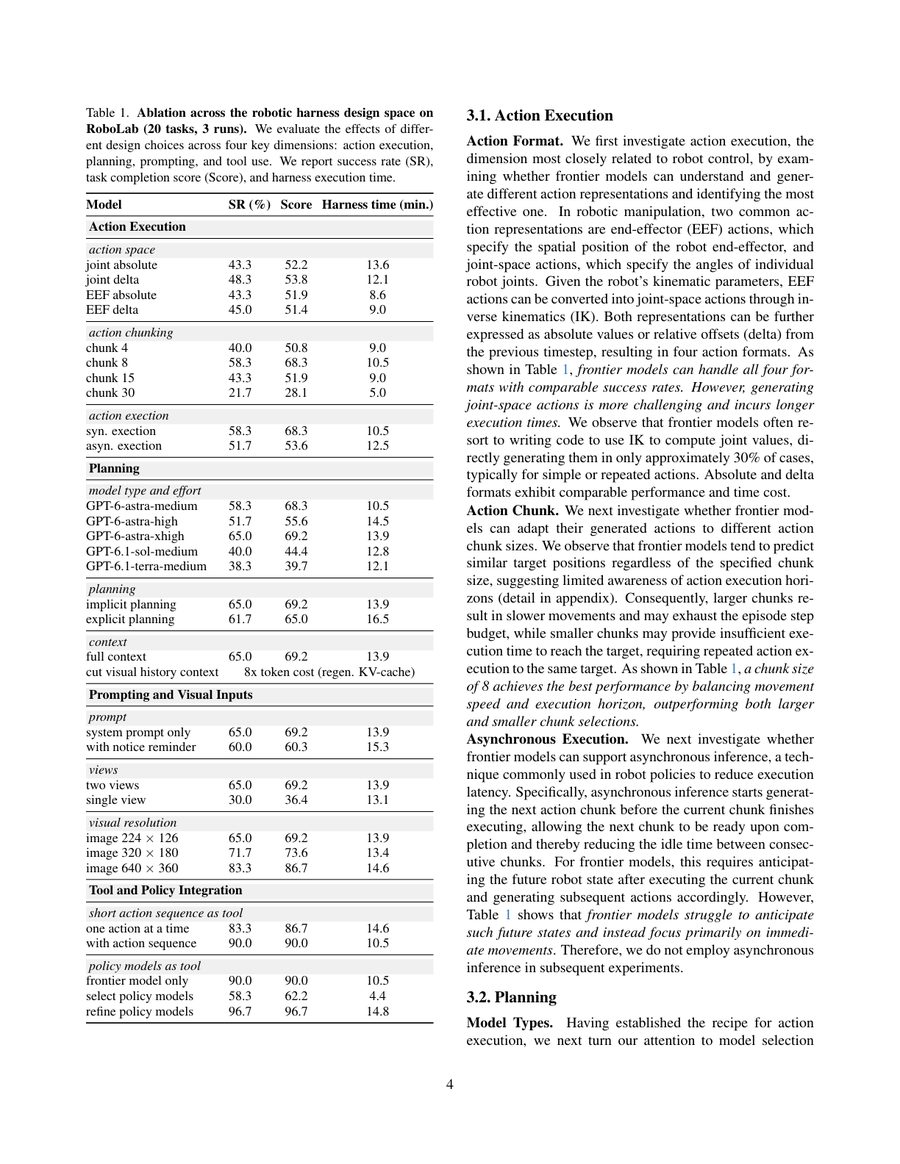 Table 1. Ablation across the robotic harness design space on
RoboLab (20 tasks, 3 runs). We evaluate the effects of differ-
ent design choices across four key dimensions: action execution,
planning, prompting, and tool use. We report success rate (SR),
task completion score (Score), and harness execution time.
Model SR (%) Score Harness time (min.)
Action Execution
action space
joint absolute 43.3 52.2 13.6
joint delta 48.3 53.8 12.1
EEF absolute 43.3 51.9 8.6
EEF delta 45.0 51.4 9.0
action chunking
chunk 4 40.0 50.8 9.0
chunk 8 58.3 68.3 10.5
chunk 15 43.3 51.9 9.0
chunk 30 21.7 28.1 5.0
action exection
syn. exection 58.3 68.3 10.5
asyn. exection 51.7 53.6 12.5
Planning
model type and effort
GPT-6-astra-medium 58.3 68.3 10.5
GPT-6-astra-high 51.7 55.6 14.5
GPT-6-astra-xhigh 65.0 69.2 13.9
GPT-6.1-sol-medium 40.0 44.4 12.8
GPT-6.1-terra-medium 38.3 39.7 12.1
planning
implicit planning 65.0 69.2 13.9
explicit planning 61.7 65.0 16.5
context
full context 65.0 69.2 13.9
cut visual history context 8x token cost (regen. KV-cache)
Prompting and Visual Inputs
prompt
system prompt only 65.0 69.2 13.9
with notice reminder 60.0 60.3 15.3
views
two views 65.0 69.2 13.9
single view 30.0 36.4 13.1
visual resolution
image 224 × 126 65.0 69.2 13.9
image 320 × 180 71.7 73.6 13.4
image 640 × 360 83.3 86.7 14.6
Tool and Policy Integration
short action sequence as tool
one action at a time 83.3 86.7 14.6
with action sequence 90.0 90.0 10.5
policy models as tool
frontier model only 90.0 90.0 10.5
select policy models 58.3 62.2 4.4
refine policy models 96.7 96.7 14.8
3.1. Action Execution
Action Format. We first investigate action execution, the
dimension most closely related to robot control, by exam-
ining whether frontier models can understand and gener-
ate different action representations and identifying the most
effective one. In robotic manipulation, two common ac-
tion representations are end-effector (EEF) actions, which
specify the spatial position of the robot end-effector, and
joint-space actions, which specify the angles of individual
robot joints. Given the robot's kinematic parameters, EEF
actions can be converted into joint-space actions through in-
verse kinematics (IK). Both representations can be further
expressed as absolute values or relative offsets (delta) from
the previous timestep, resulting in four action formats. As
shown in Table 1, frontier models can handle all four for-
mats with comparable success rates. However, generating
joint-space actions is more challenging and incurs longer
execution times. We observe that frontier models often re-
sort to writing code to use IK to compute joint values, di-
rectly generating them in only approximately 30% of cases,
typically for simple or repeated actions. Absolute and delta
formats exhibit comparable performance and time cost.
Action Chunk. We next investigate whether frontier mod-
els can adapt their generated actions to different action
chunk sizes. We observe that frontier models tend to predict
similar target positions regardless of the specified chunk
size, suggesting limited awareness of action execution hori-
zons (detail in appendix). Consequently, larger chunks re-
sult in slower movements and may exhaust the episode step
budget, while smaller chunks may provide insufficient exe-
cution time to reach the target, requiring repeated action ex-
ecution to the same target. As shown in Table 1, a chunk size
of 8 achieves the best performance by balancing movement
speed and execution horizon, outperforming both larger
and smaller chunk selections.
Asynchronous Execution. We next investigate whether
frontier models can support asynchronous inference, a tech-
nique commonly used in robot policies to reduce execution
latency. Specifically, asynchronous inference starts generat-
ing the next action chunk before the current chunk finishes
executing, allowing the next chunk to be ready upon com-
pletion and thereby reducing the idle time between consec-
utive chunks. For frontier models, this requires anticipat-
ing the future robot state after executing the current chunk
and generating subsequent actions accordingly. However,
Table 1 shows that frontier models struggle to anticipate
such future states and instead focus primarily on immedi-
ate movements. Therefore, we do not employ asynchronous
inference in subsequent experiments.
3.2. Planning
Model Types. Having established the recipe for action
execution, we next turn our attention to model selection
4